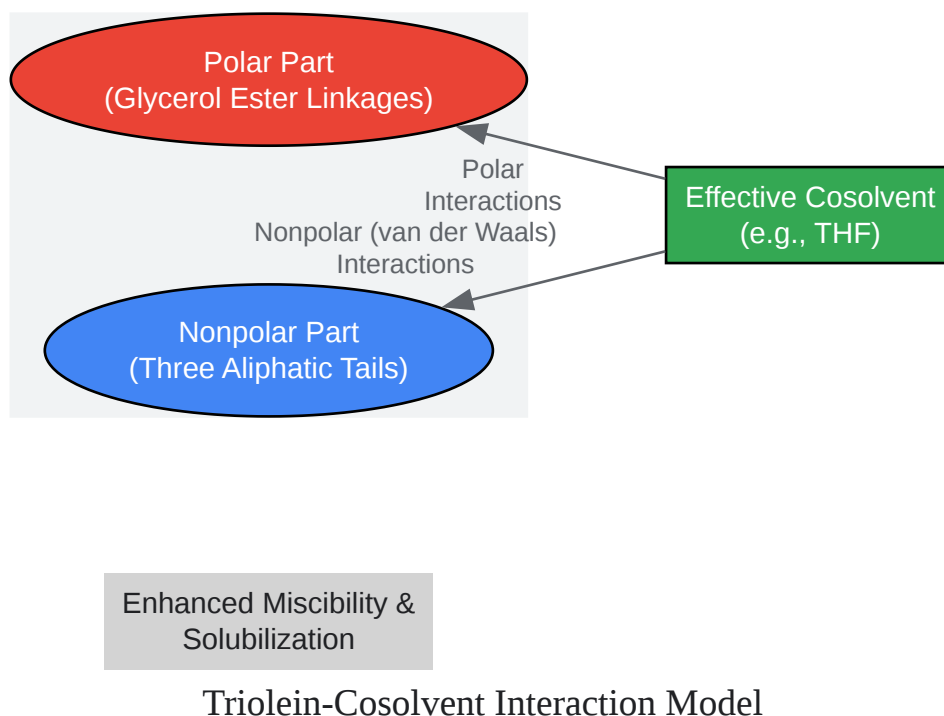 Polar Part
(Glycerol Ester Linkages)
Polar
Interactions
Nonpolar (van der Waals)
Interactions
Effective Cosolvent
(e.g., THF)
Nonpolar Part
(Three Aliphatic Tails)
Enhanced Miscibility &
Solubilization
Triolein-Cosolvent Interaction Model